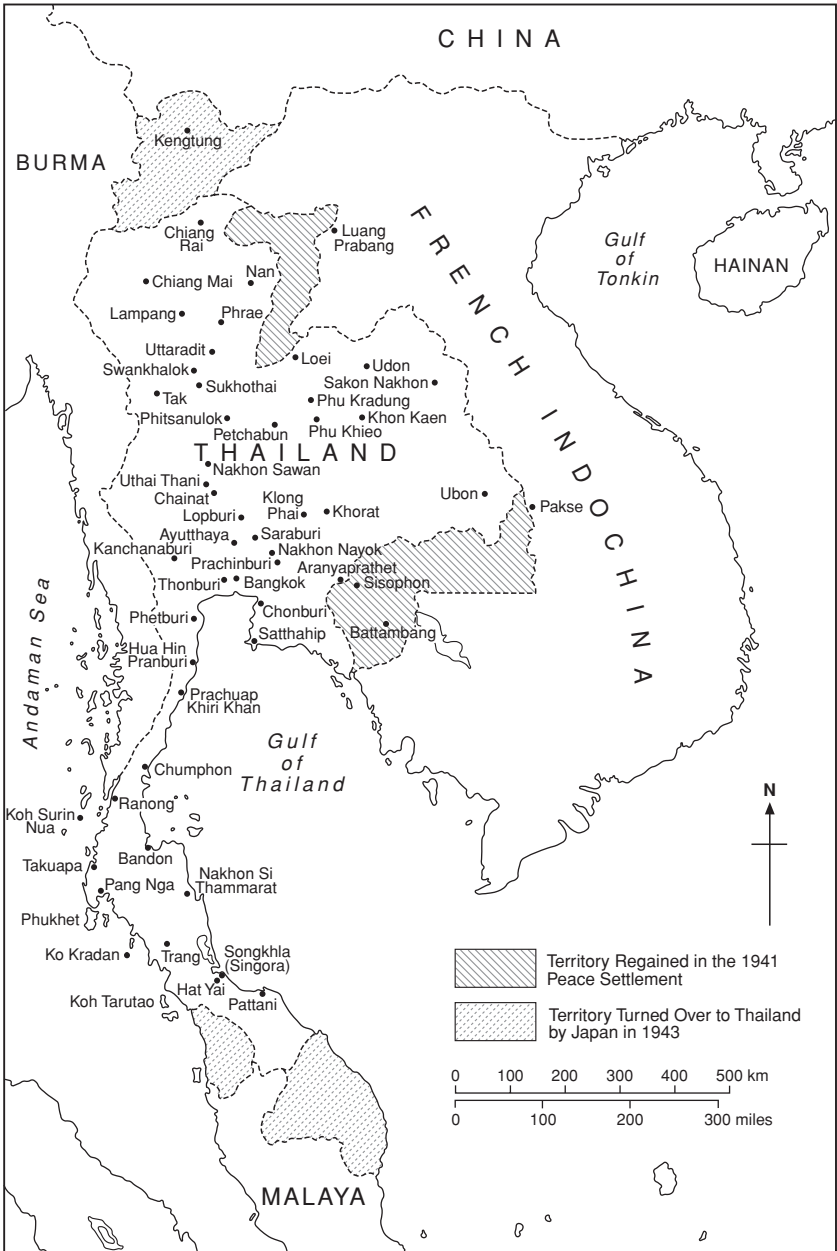 CHINA
Kengtung
BURMA
Chiang
Rai
Luang
Prabang
FRENCH INDOCHINA
Gulf
of
Tonkin
HAINAN
Nan
Chiang Mai
Lampang
Phrae
Uttaradit
Loei
Udon
Swankhalok
Sukhothai
Sakon Nakhon
Tak
Phu Kradung
Phitsanulok
Petchabun
Phu Khieo
Khon Kaen
THAILAND
Nakhon Sawan
Uthai Thani
Chainat
Klong
Phai
Khorat
Ubon
Pakse
Lopburi
Ayutthaya
Saraburi
Kanchanaburi
Nakhon Nayok
Prachinburi
Aranyaprathet
Thonburi
Bangkok
Sisophon
Chonburi
Phetburi
Satthahip
Battambang
Hua Hin
Pranburi
Andaman Sea
Prachuap
Khiri Khan
Gulf
of
Thailand
Chumphon
Ranong
Koh Surin
Nua
Bandon
Takuapa
Pang Nga
Nakhon Si
Thammarat
Phukhet
Ko Kradan
Trang
Songkhla
(Singora)
Hat Yai
Koh Tarutao
Pattani
MALAYA
N
Territory Regained in the 1941
Peace Settlement
Territory Turned Over to Thailand
by Japan in 1943
0 100 200 300 400 500 km
0 100 200 300 miles